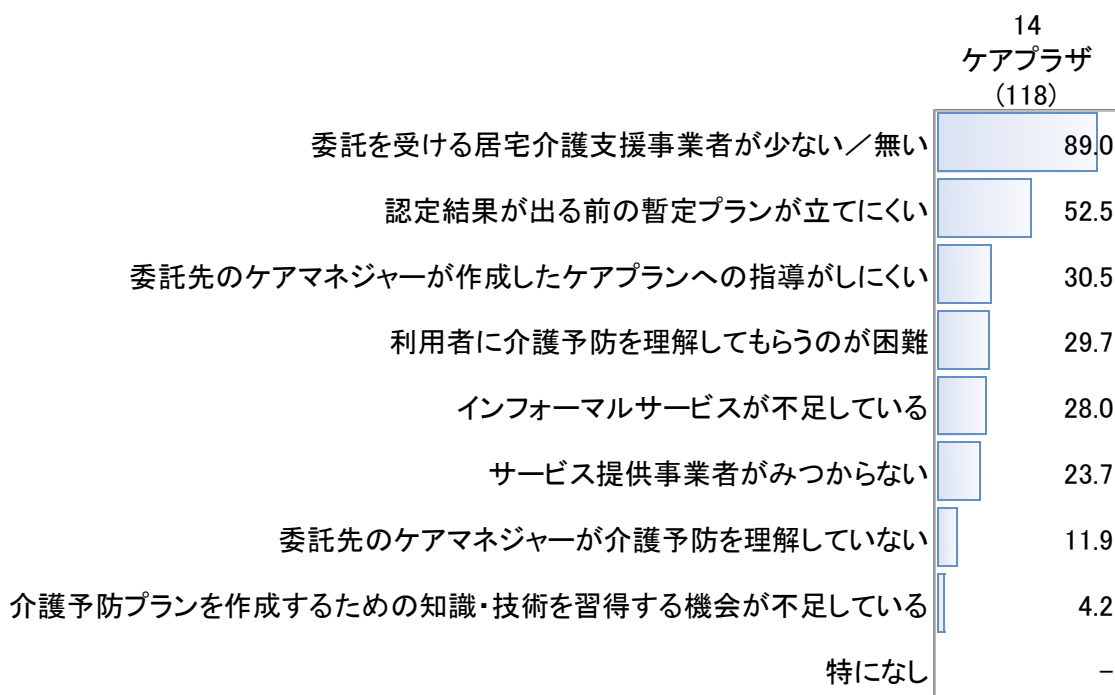 14
ケアプラザ
(118)
委託を受ける居宅介護支援事業者が少ない／無い 89.0
認定結果が出る前の暫定プランが立てにくい 52.5
委託先のケアマネジャーが作成したケアプランへの指導がしにくい 30.5
利用者に介護予防を理解してもらうのが困難 29.7
インフォーマルサービスが不足している 28.0
サービス提供事業者がみつからない 23.7
委託先のケアマネジャーが介護予防を理解していない 11.9
介護予防プランを作成するための知識・技術を習得する機会が不足している 4.2
特になし －